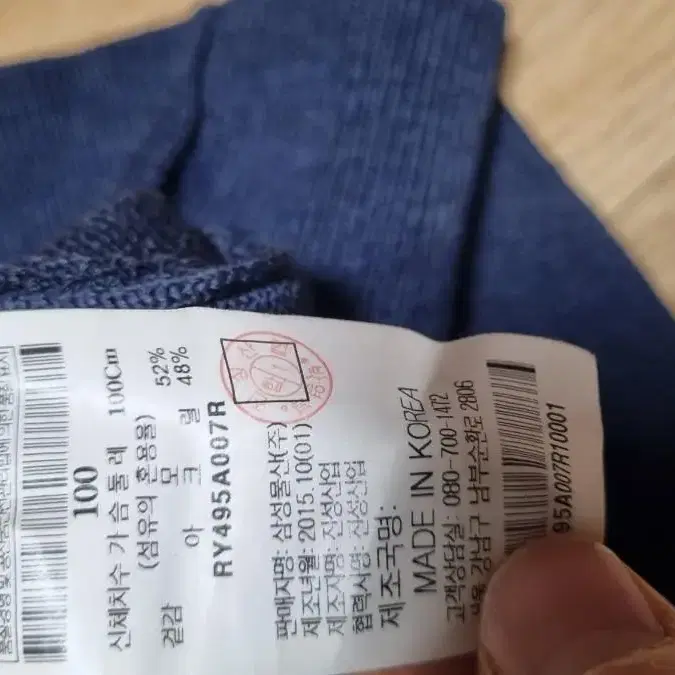 100
신체치수 가슴둘레 100Cm
(섬유의 혼용율)
겉감 모 52%
아크릴 48%
RY495A007R
판매자명: 삼성물산(주)
제조년월: 2015.10(01)
제조자명: 진성산업
협력사명: 진성산업
제조국명:
MADE IN KOREA
고객상담실: 080-700-1472
강남구 남부순환로 2806
95A007R10001